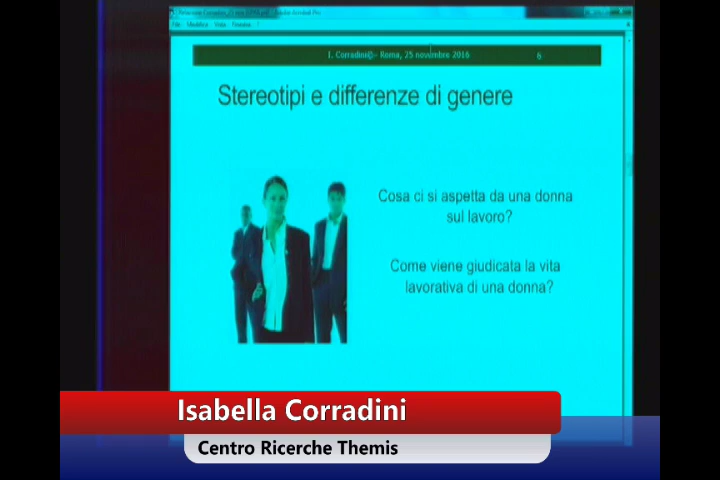 I. Corradini©- Roma, 25 novembre 2016 6
Stereotipi e differenze di genere
Cosa ci si aspetta da una donna
sul lavoro?
Come viene giudicata la vita
lavorativa di una donna?
Isabella Corradini
Centro Ricerche Themis